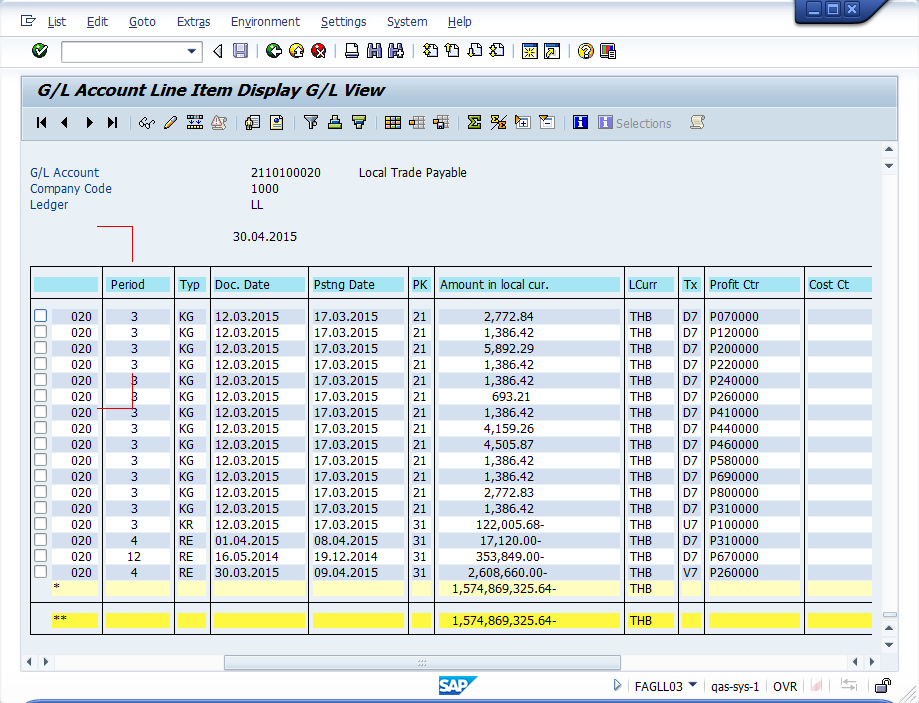 List Edit Goto Extras Environment Settings System Help
G/L Account Line Item Display G/L View
Selections
G/L Account 2110100020 Local Trade Payable
Company Code 1000
Ledger LL
30.04.2015
Period Typ Doc. Date Pstng Date PK Amount in local cur. LCurr Tx Profit Ctr Cost Ct
020 3 KG 12.03.2015 17.03.2015 21 2,772.84 THB D7 P070000
020 3 KG 12.03.2015 17.03.2015 21 1,386.42 THB D7 P120000
020 3 KG 12.03.2015 17.03.2015 21 5,892.29 THB D7 P200000
020 3 KG 12.03.2015 17.03.2015 21 1,386.42 THB D7 P220000
020 3 KG 12.03.2015 17.03.2015 21 1,386.42 THB D7 P240000
020 3 KG 12.03.2015 17.03.2015 21 693.21 THB D7 P260000
020 3 KG 12.03.2015 17.03.2015 21 1,386.42 THB D7 P410000
020 3 KG 12.03.2015 17.03.2015 21 4,159.26 THB D7 P440000
020 3 KG 12.03.2015 17.03.2015 21 4,505.87 THB D7 P460000
020 3 KG 12.03.2015 17.03.2015 21 1,386.42 THB D7 P580000
020 3 KG 12.03.2015 17.03.2015 21 1,386.42 THB D7 P690000
020 3 KG 12.03.2015 17.03.2015 21 2,772.83 THB D7 P800000
020 3 KG 12.03.2015 17.03.2015 21 1,386.42 THB D7 P310000
020 3 KR 12.03.2015 17.03.2015 31 122,005.68- THB U7 P100000
020 4 RE 01.04.2015 08.04.2015 31 17,120.00- THB D7 P310000
020 12 RE 16.05.2014 19.12.2014 31 353,849.00- THB D7 P670000
020 4 RE 30.03.2015 09.04.2015 31 2,608,660.00- THB V7 P260000
* 1,574,869,325.64- THB
** 1,574,869,325.64- THB
SAP
FAGLL03 qas-sys-1 OVR